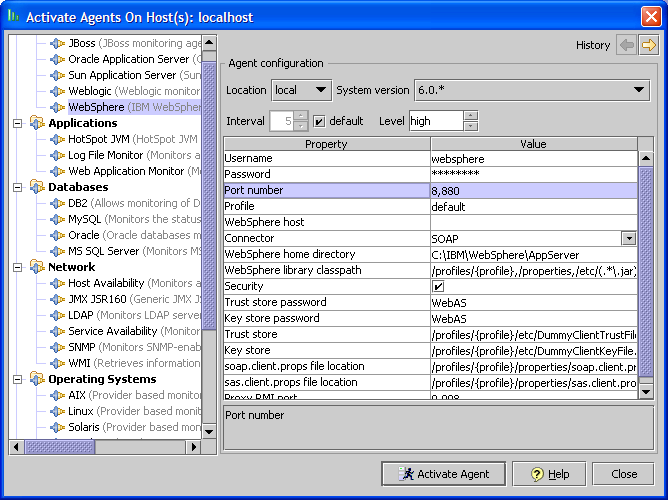 Activate Agents On Host(s): localhost
JBoss (JBoss monitoring age
Oracle Application Server (
Sun Application Server (Sun
Weblogic (Weblogic monitor
WebSphere (IBM WebSpher
Applications
HotSpot JVM (HotSpot JVM
Log File Monitor (Monitors a
Web Application Monitor (M
Databases
DB2 (Allows monitoring of D
MySQL (Monitors the status
Oracle (Oracle databases m
MS SQL Server (Monitors M
Network
Host Availability (Monitors a
JMX JSR160 (Generic JMX J
LDAP (Monitors LDAP server
Service Availability (Monitor
SNMP (Monitors SNMP-enab
WMI (Retrieves information
Operating Systems
AIX (Provider based monito
Linux (Provider based monit
Solaris (Provider based mon
History
Agent configuration
Location local System version 6.0.*
Interval 5 default Level high
Property Value
Username websphere
Password ********
Port number 8,880
Profile default
WebSphere host
Connector SOAP
WebSphere home directory C:\IBM\WebSphere\AppServer
WebSphere library classpath /profiles/{profile},/properties,/etc/(.*\.jar)
Security
Trust store password WebAS
Key store password WebAS
Trust store /profiles/{profile}/etc/DummyClientTrustFile
Key store /profiles/{profile}/etc/DummyClientKeyFile.
soap.client.props file location /profiles/{profile}/properties/soap.client.pr
sas.client.props file location /profiles/{profile}/properties/sas.client.pro
Proxy RMI port 9,998
Port number
Activate Agent Help Close